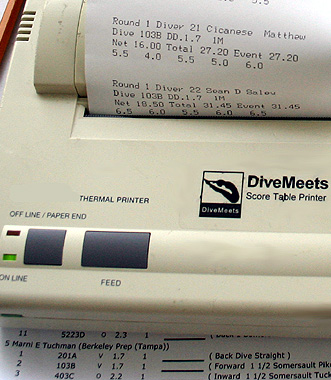 5.5
Round 1 Diver 21 Cicanese Matthew
Dive 103B DD.1.7 1M
Net 16.00 Total 27.20 Event 27.20
5.5 4.0 5.5 5.0 6.0
Round 1 Diver 22 Sean D Saley
Dive 103B DD.1.7 1M
Net 18.50 Total 31.45 Event 31.45
6.5 6.0 5.5 6.0 6.5
DiveMeets
DiveMeets
Score Table Printer
THERMAL PRINTER
OFF LINE / PAPER END
ON LINE
FEED
11 5223D o 2.3 1
5 Marni E Tuchman (Berkeley Prep (Tampa))
1 201A v 1.7 1 ( Back Dive Straight )
2 103B v 1.7 1 ( Forward 1 1/2 Somersault Pik
3 403C o 2.2 1 ( Inward 1 1/2 Somersault Tuck